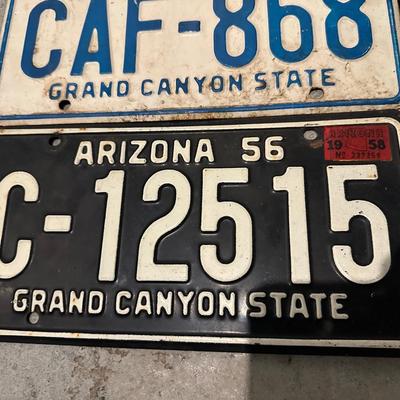 CAF-868
GRAND CANYON STATE
ARIZONA 56
19 58
C-12515
GRAND CANYON STATE